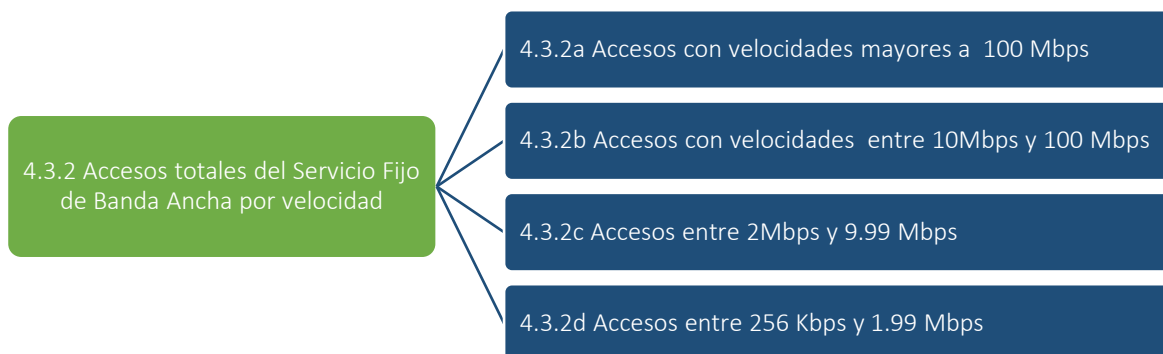 4.3.2a Accesos con velocidades mayores a  100 Mbps
4.3.2b Accesos con velocidades  entre 10Mbps y 100 Mbps
4.3.2 Accesos totales del Servicio Fijo
de Banda Ancha por velocidad
4.3.2c Accesos entre 2Mbps y 9.99 Mbps
4.3.2d Accesos entre 256 Kbps y 1.99 Mbps